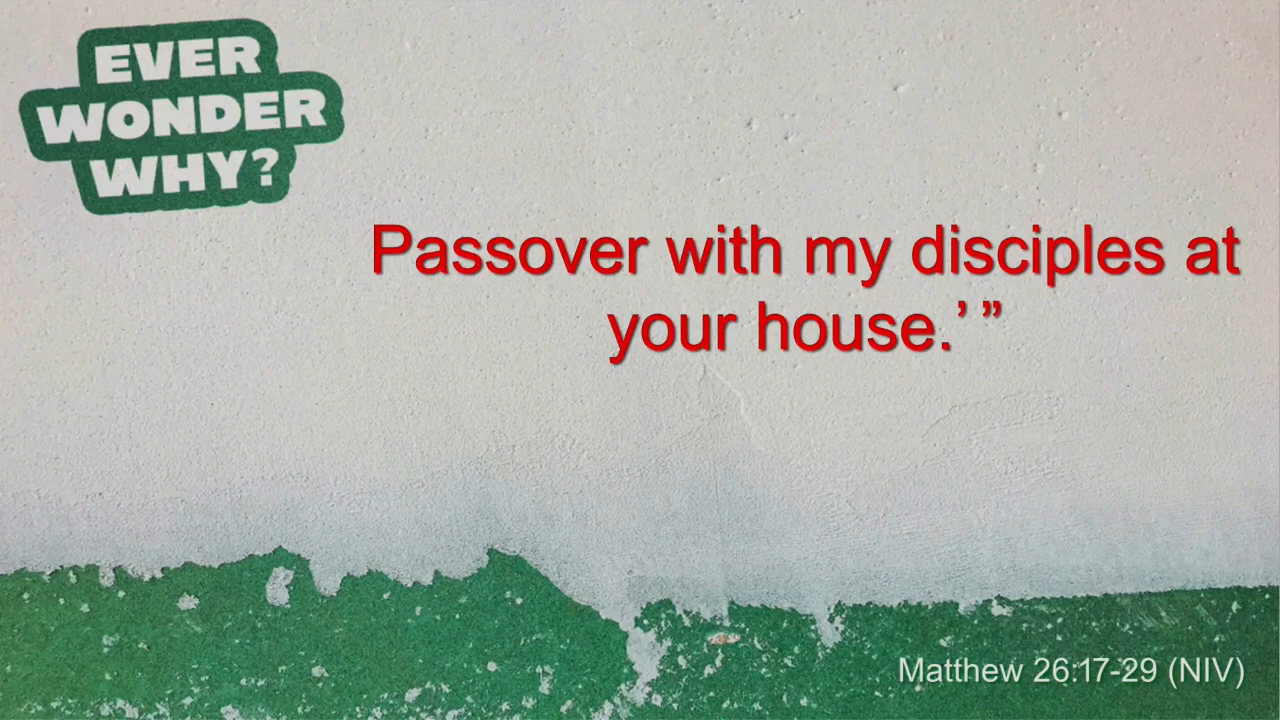 EVER
WONDER
WHY?
Passover with my disciples at
your house.’ ”
Matthew 26:17-29 (NIV)